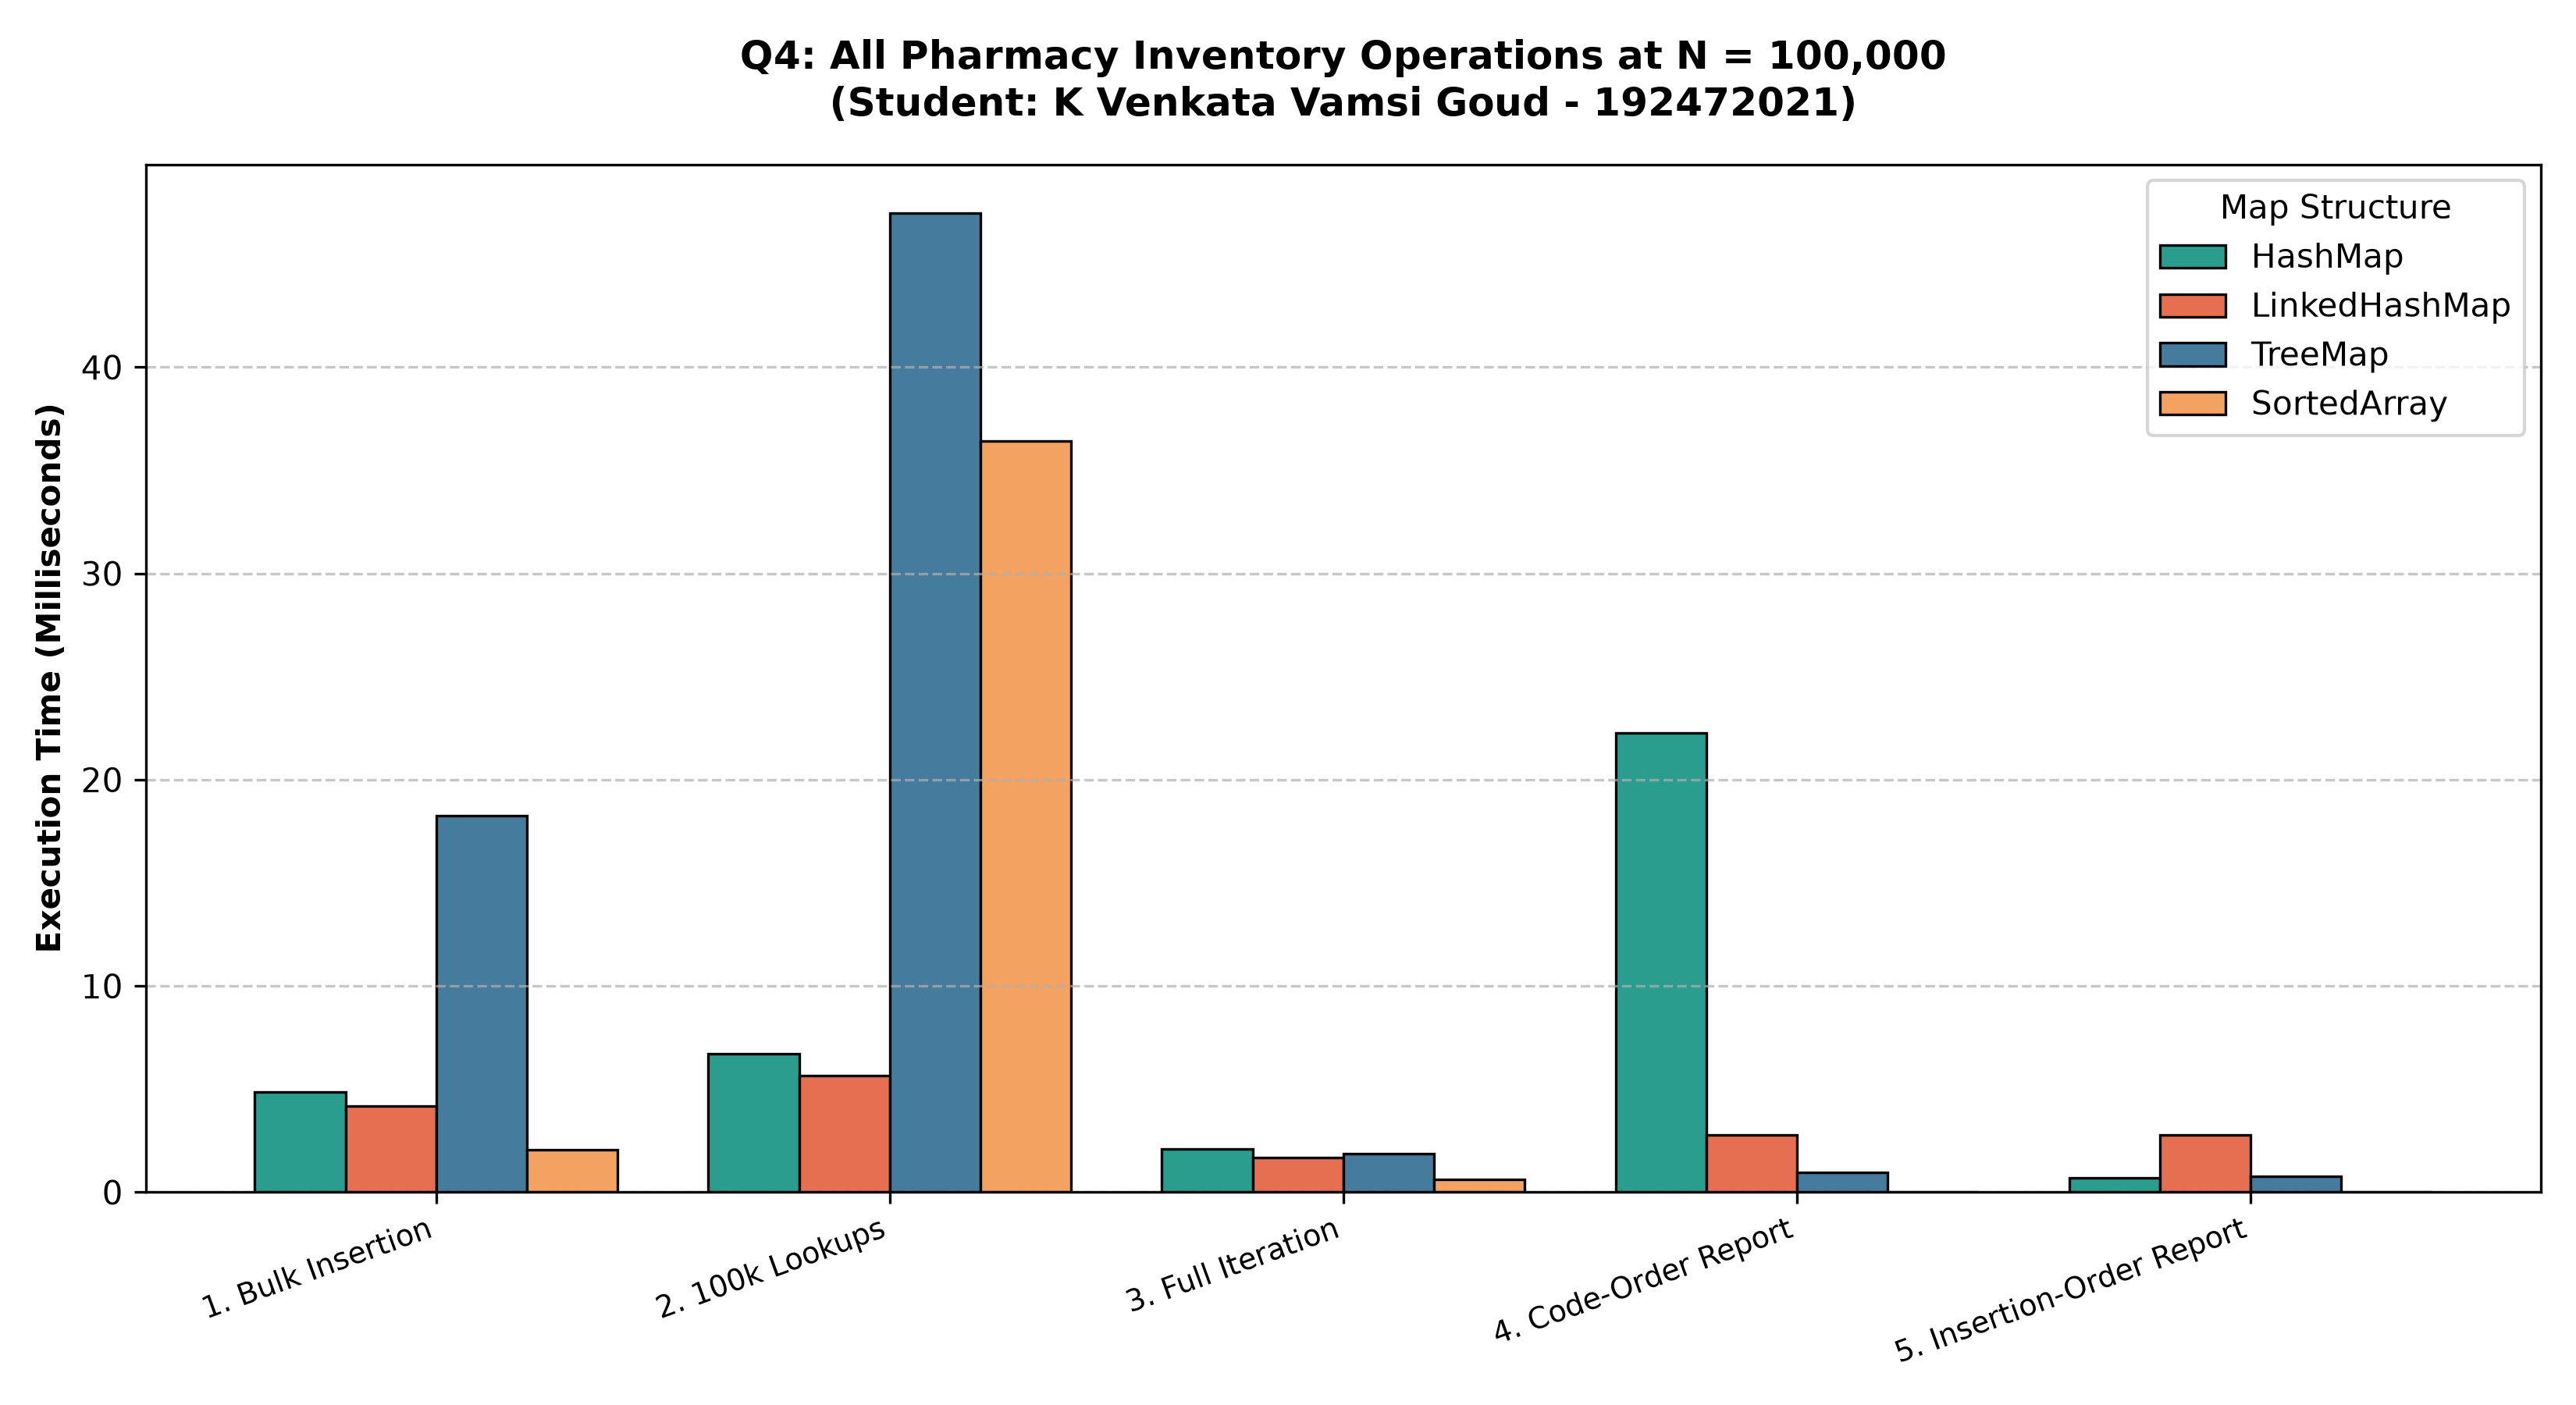 Q4: All Pharmacy Inventory Operations at N = 100,000
(Student: K Venkata Vamsi Goud - 192472021)
Map Structure
HashMap
LinkedHashMap
TreeMap
SortedArray
Execution Time (Milliseconds)
40
30
20
10
0
1. Bulk Insertion
2. 100k Lookups
3. Full Iteration
4. Code-Order Report
5. Insertion-Order Report